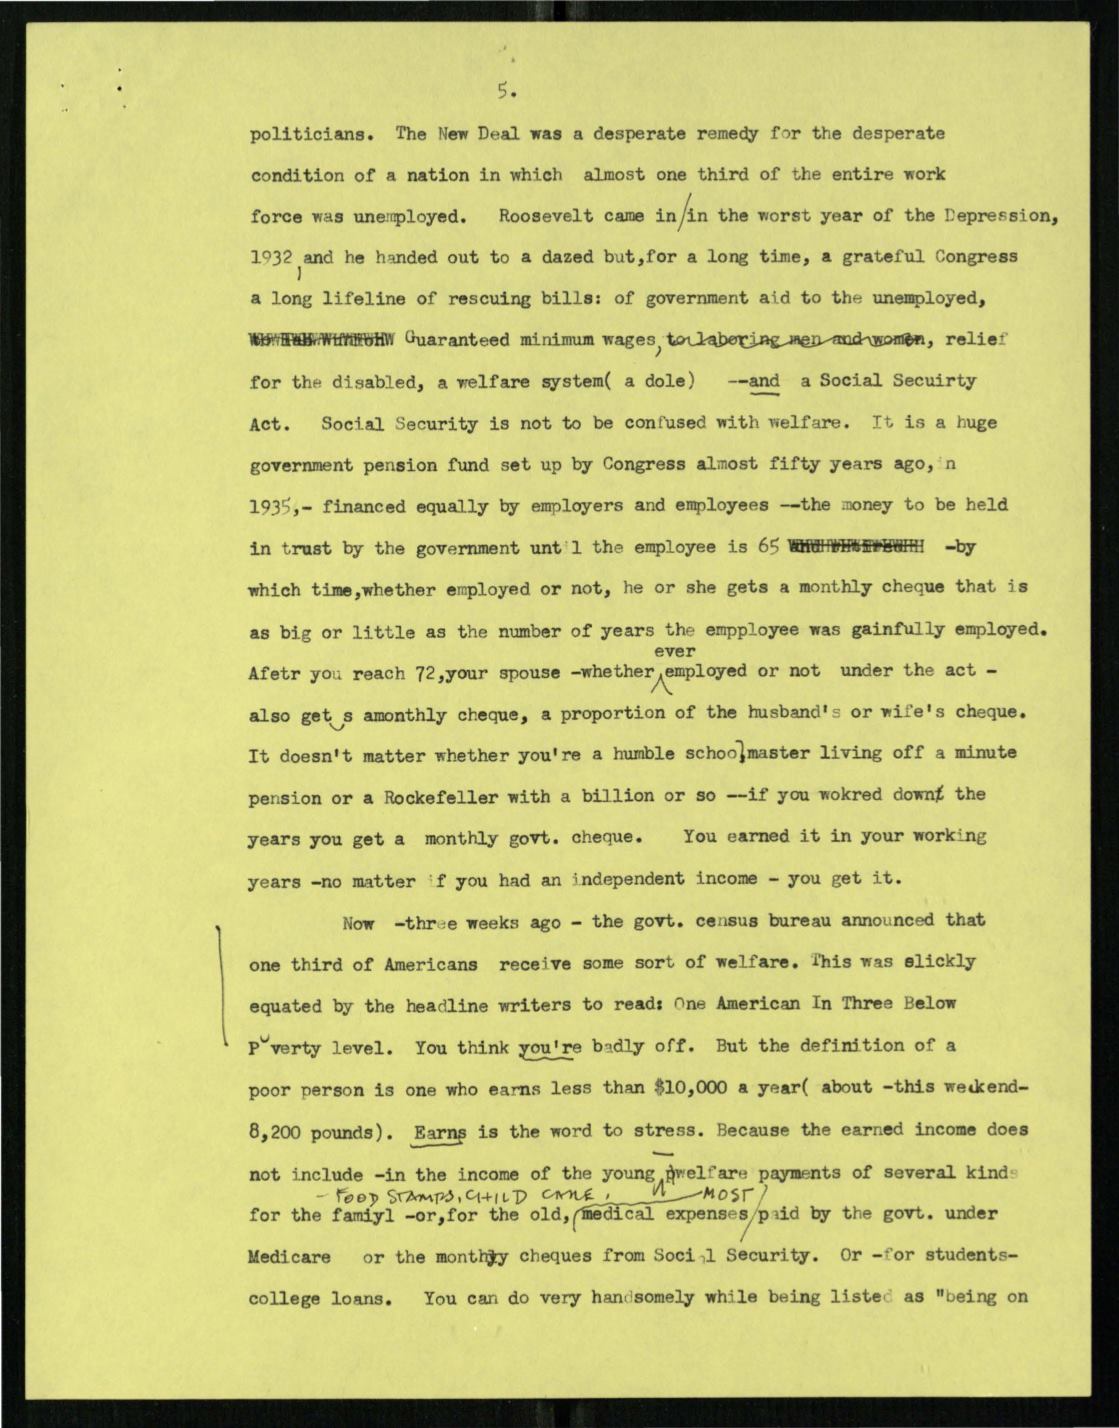 5.
politicians. The New Deal was a desperate remedy for the desperate
condition of a nation in which almost one third of the entire work
force was unemployed. Roosevelt came in/in the worst year of the Depression,
1932, and he handed out to a dazed but,for a long time, a grateful Congress
a long lifeline of rescuing bills: of government aid to the unemployed,
Guaranteed minimum wages, to laboring men and women, relief
for the disabled, a welfare system( a dole) --and a Social Secuirty
Act. Social Security is not to be confused with welfare. It is a huge
government pension fund set up by Congress almost fifty years ago, in
1935,- financed equally by employers and employees --the money to be held
in trust by the government until the employee is 65 -by
which time,whether employed or not, he or she gets a monthly cheque that is
as big or little as the number of years the empployee was gainfully employed.
ever
Afetr you reach 72,your spouse -whether employed or not under the act -
also get s amonthly cheque, a proportion of the husband's or wife's cheque.
It doesn't matter whether you're a humble schoolmaster living off a minute
pension or a Rockefeller with a billion or so --if you wokred downt the
years you get a monthly govt. cheque. You earned it in your working
years -no matter if you had an independent income - you get it.
Now -three weeks ago - the govt. census bureau announced that
one third of Americans receive some sort of welfare. This was slickly
equated by the headline writers to read: One American In Three Below
Poverty level. You think you're badly off. But the definition of a
poor person is one who earns less than $10,000 a year( about -this weekend-
8,200 pounds). Earns is the word to stress. Because the earned income does
not include -in the income of the young welfare payments of several kinds
- FOOD STAMPS, CHILD CARE, MOST
for the famiyl -or,for the old, medical expenses/paid by the govt. under
Medicare or the monthly cheques from Social Security. Or -for students-
college loans. You can do very handsomely while being listed as "being on